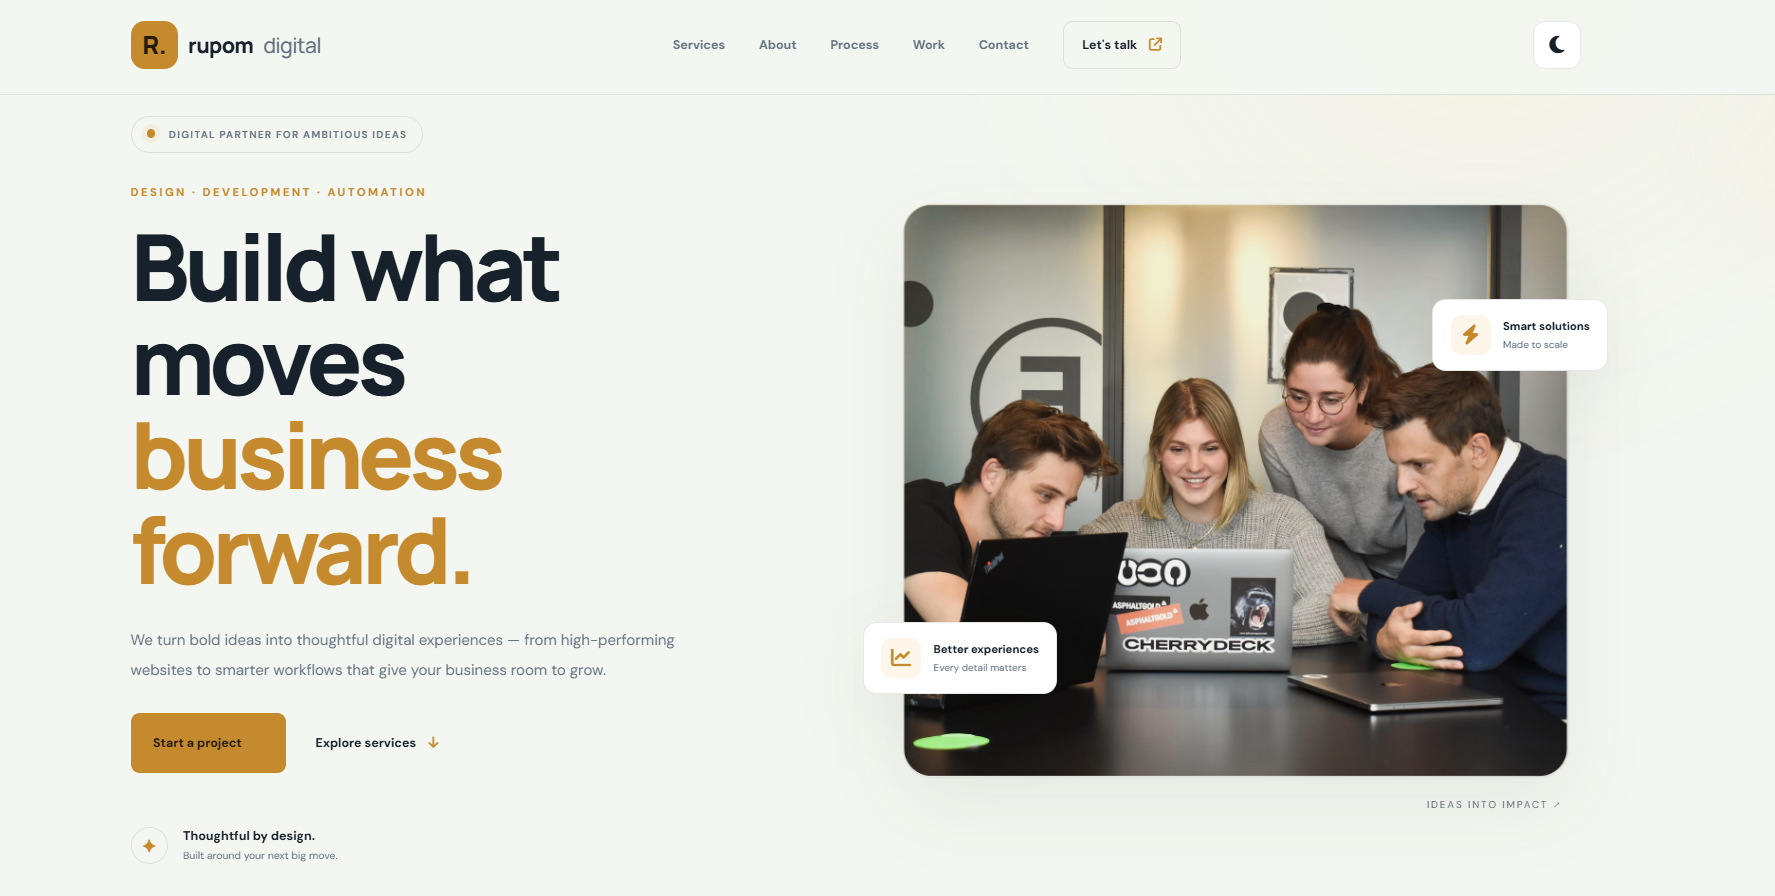 R. rupom digital
Services About Process Work Contact Let's talk
DIGITAL PARTNER FOR AMBITIOUS IDEAS
DESIGN · DEVELOPMENT · AUTOMATION
Build what
moves
business
forward.
We turn bold ideas into thoughtful digital experiences — from high-performing
websites to smarter workflows that give your business room to grow.
Start a project
Explore services ↓
Thoughtful by design.
Built around your next big move.
Smart solutions
Made to scale
ThinkPad
ASPHALTGOLD
ASPHALTGOLD
CHERRYDECK
Better experiences
Every detail matters
IDEAS INTO IMPACT ↗